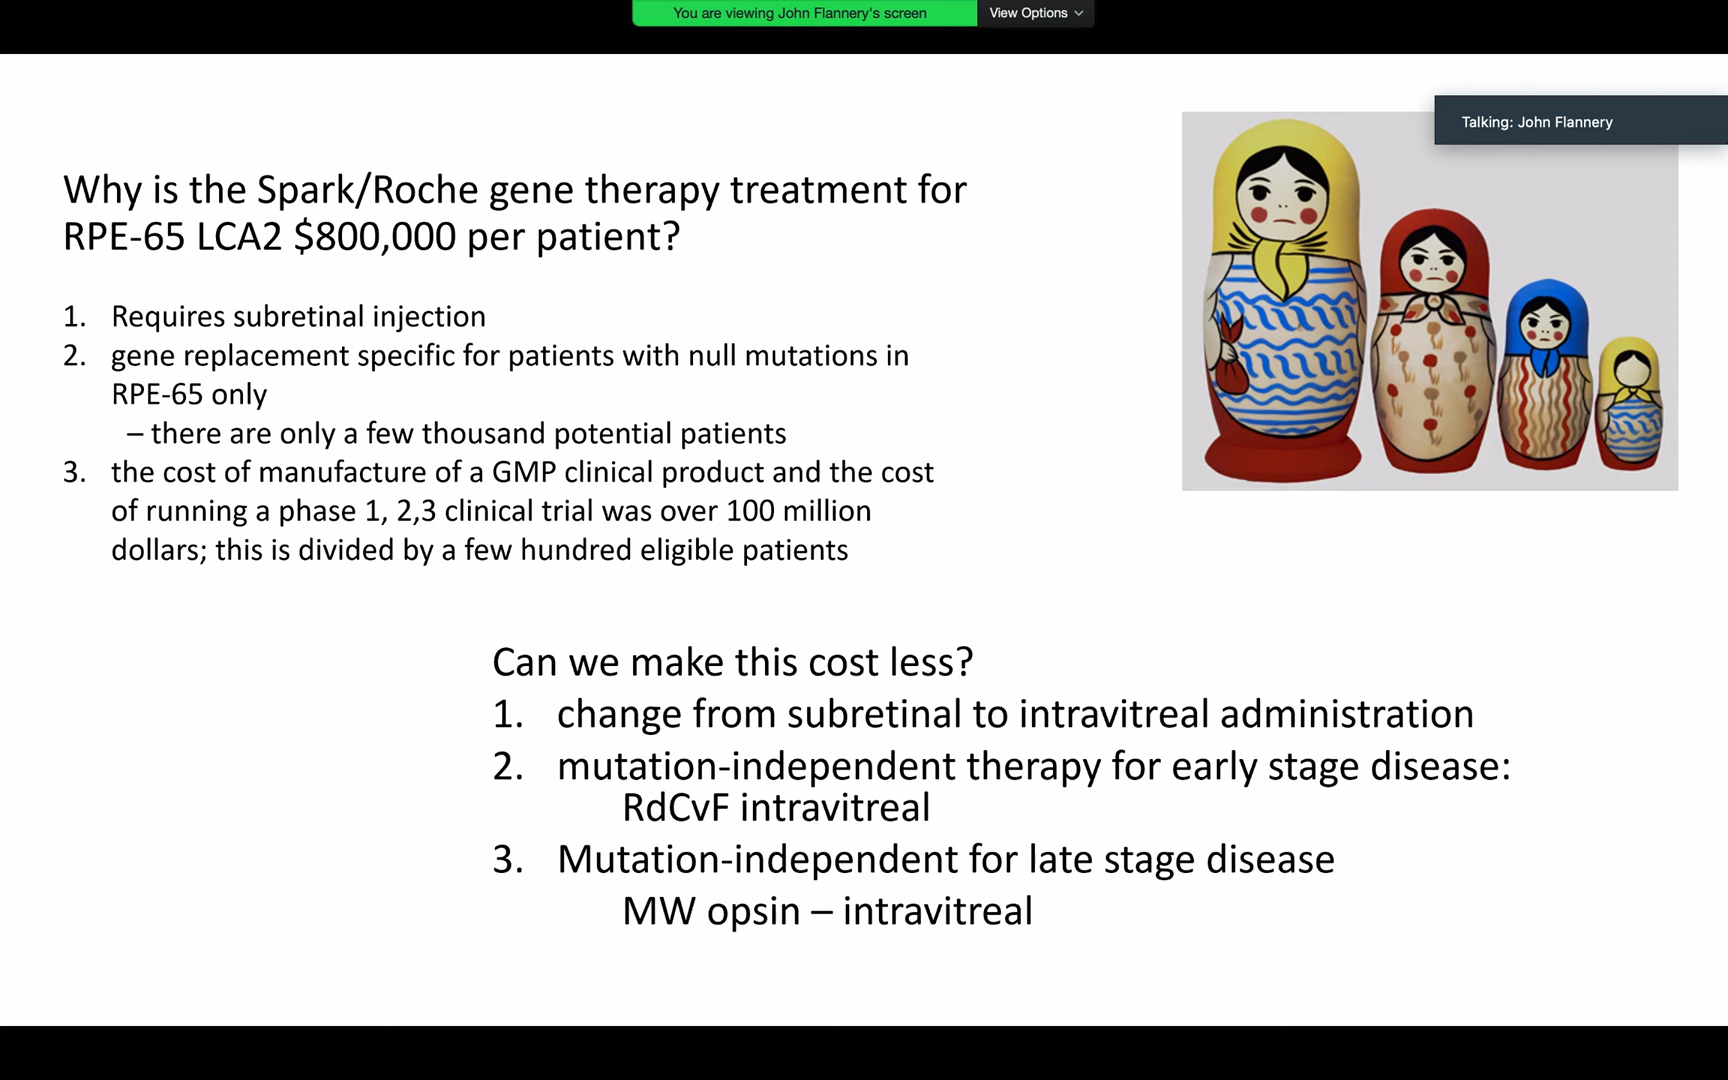 You are viewing John Flannery's screen
View Options
Talking: John Flannery
Why is the Spark/Roche gene therapy treatment for
RPE-65 LCA2 $800,000 per patient?
1. Requires subretinal injection
2. gene replacement specific for patients with null mutations in
RPE-65 only
– there are only a few thousand potential patients
3. the cost of manufacture of a GMP clinical product and the cost
of running a phase 1, 2,3 clinical trial was over 100 million
dollars; this is divided by a few hundred eligible patients
Can we make this cost less?
1. change from subretinal to intravitreal administration
2. mutation-independent therapy for early stage disease:
RdCvF intravitreal
3. Mutation-independent for late stage disease
MW opsin – intravitreal